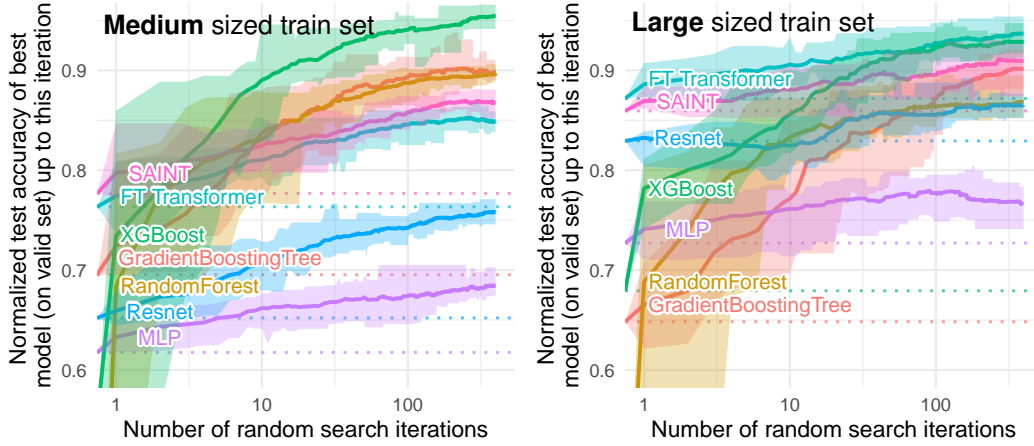 Medium sized train set
Normalized test accuracy of best
model (on valid set) up to this iteration
0.9
0.8
0.7
0.6
SAINT
FT Transformer
XGBoost
GradientBoostingTree
RandomForest
Resnet
MLP
1
10
100
Number of random search iterations
Large sized train set
Normalized test accuracy of best
model (on valid set) up to this iteration
0.9
0.8
0.7
0.6
FT Transformer
SAINT
Resnet
XGBoost
MLP
RandomForest
GradientBoostingTree
1
10
100
Number of random search iterations